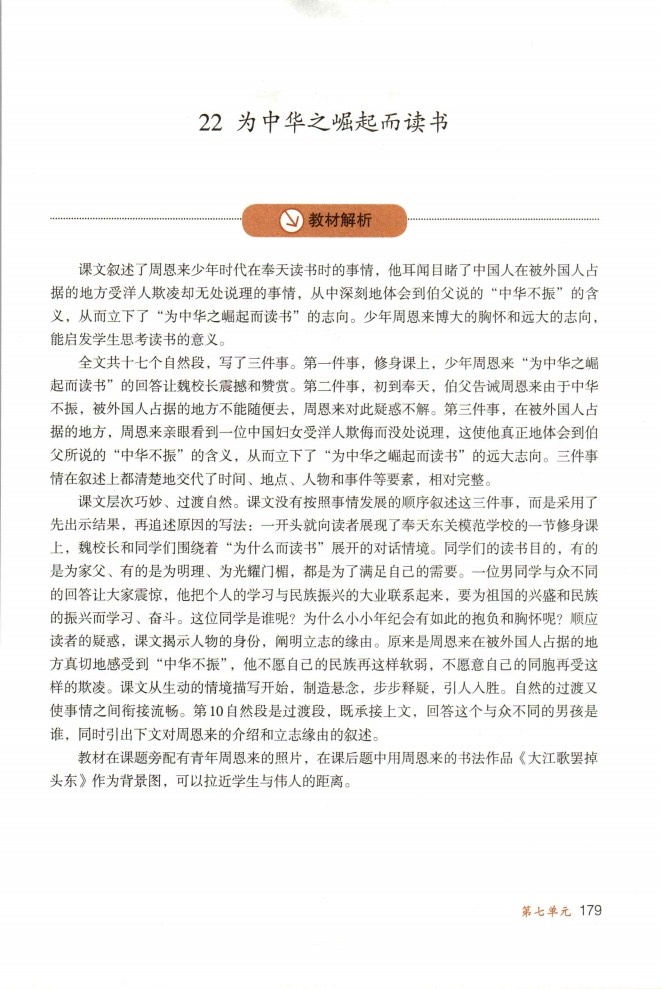 22 为中华之崛起而读书
教材解析
课文叙述了周恩来少年时代在奉天读书时的事情，他耳闻目睹了中国人在被外国人占
据的地方受洋人欺凌却无处说理的事情，从中深刻地体会到伯父说的“中华不振”的含
义，从而立下了“为中华之崛起而读书”的志向。少年周恩来博大的胸怀和远大的志向，
能启发学生思考读书的意义。
全文共十七个自然段，写了三件事。第一件事，修身课上，少年周恩来“为中华之崛
起而读书”的回答让魏校长震撼和赞赏。第二件事，初到奉天，伯父告诫周恩来由于中华
不振，被外国人占据的地方不能随便去，周恩来对此疑惑不解。第三件事，在被外国人占
据的地方，周恩来亲眼看到一位中国妇女受洋人欺侮而没处说理，这使他真正地体会到伯
父所说的“中华不振”的含义，从而立下了“为中华之崛起而读书”的远大志向。三件事
情在叙述上都清楚地交代了时间、地点、人物和事件等要素，相对完整。
课文层次巧妙、过渡自然。课文没有按照事情发展的顺序叙述这三件事，而是采用了
先出示结果，再追述原因的写法：一开头就向读者展现了奉天东关模范学校的一节修身课
上，魏校长和同学们围绕着“为什么而读书”展开的对话情境。同学们的读书目的，有的
是为家父、有的是为明理、为光耀门楣，都是为了满足自己的需要。一位男同学与众不同
的回答让大家震惊，他把个人的学习与民族振兴的大业联系起来，要为祖国的兴盛和民族
的振兴而学习、奋斗。这位同学是谁呢？为什么小小年纪会有如此的抱负和胸怀呢？顺应
读者的疑惑，课文揭示人物的身份，阐明立志的缘由。原来是周恩来在被外国人占据的地
方真切地感受到“中华不振”，他不愿自己的民族再这样软弱，不愿意自己的同胞再受这
样的欺凌。课文从生动的情境描写开始，制造悬念，步步释疑，引人入胜。自然的过渡又
使事情之间衔接流畅。第10自然段是过渡段，既承接上文，回答这个与众不同的男孩是
谁，同时引出下文对周恩来的介绍和立志缘由的叙述。
教材在课题旁配有青年周恩来的照片，在课后题中用周恩来的书法作品《大江歌罢掉
头东》作为背景图，可以拉近学生与伟人的距离。
第七单元 179